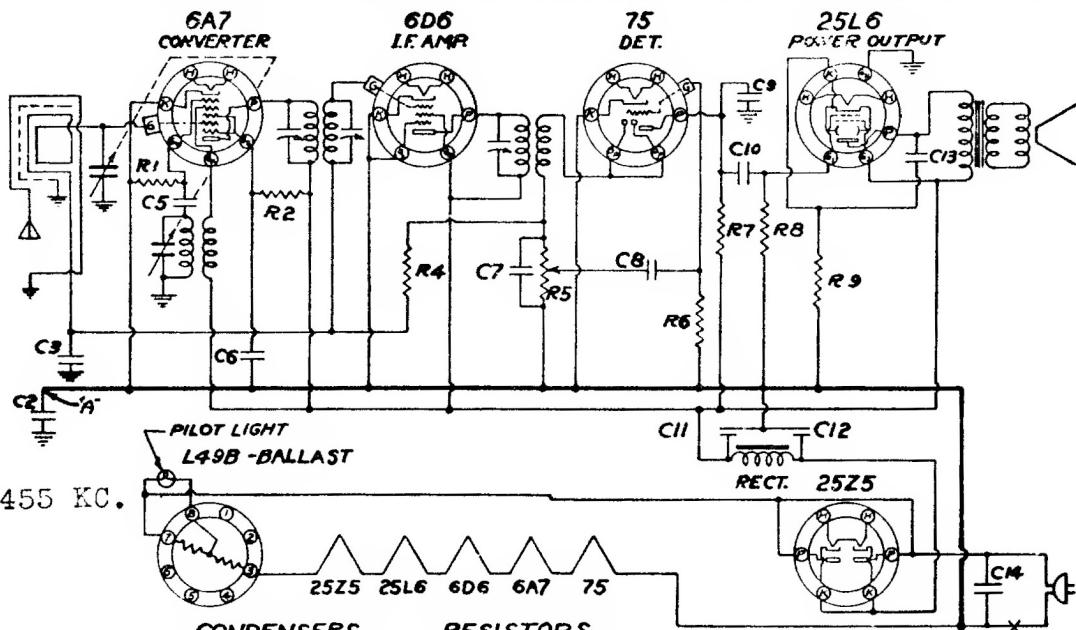 6A7 6D6 75 25L6
CONVERTER I.F. AMP. DET. POWER OUTPUT
C9
R1 C10 C13
C5
R2 R7 R8
R4 C7 C8 R9
R5
R6
C3 C6
C2 "A"
C11 C12
PILOT LIGHT
L49B-BALLAST
RECT. 25Z5
455 KC.
C14
25Z5 25L6 6D6 6A7 75
CONDENSERS RESISTORS